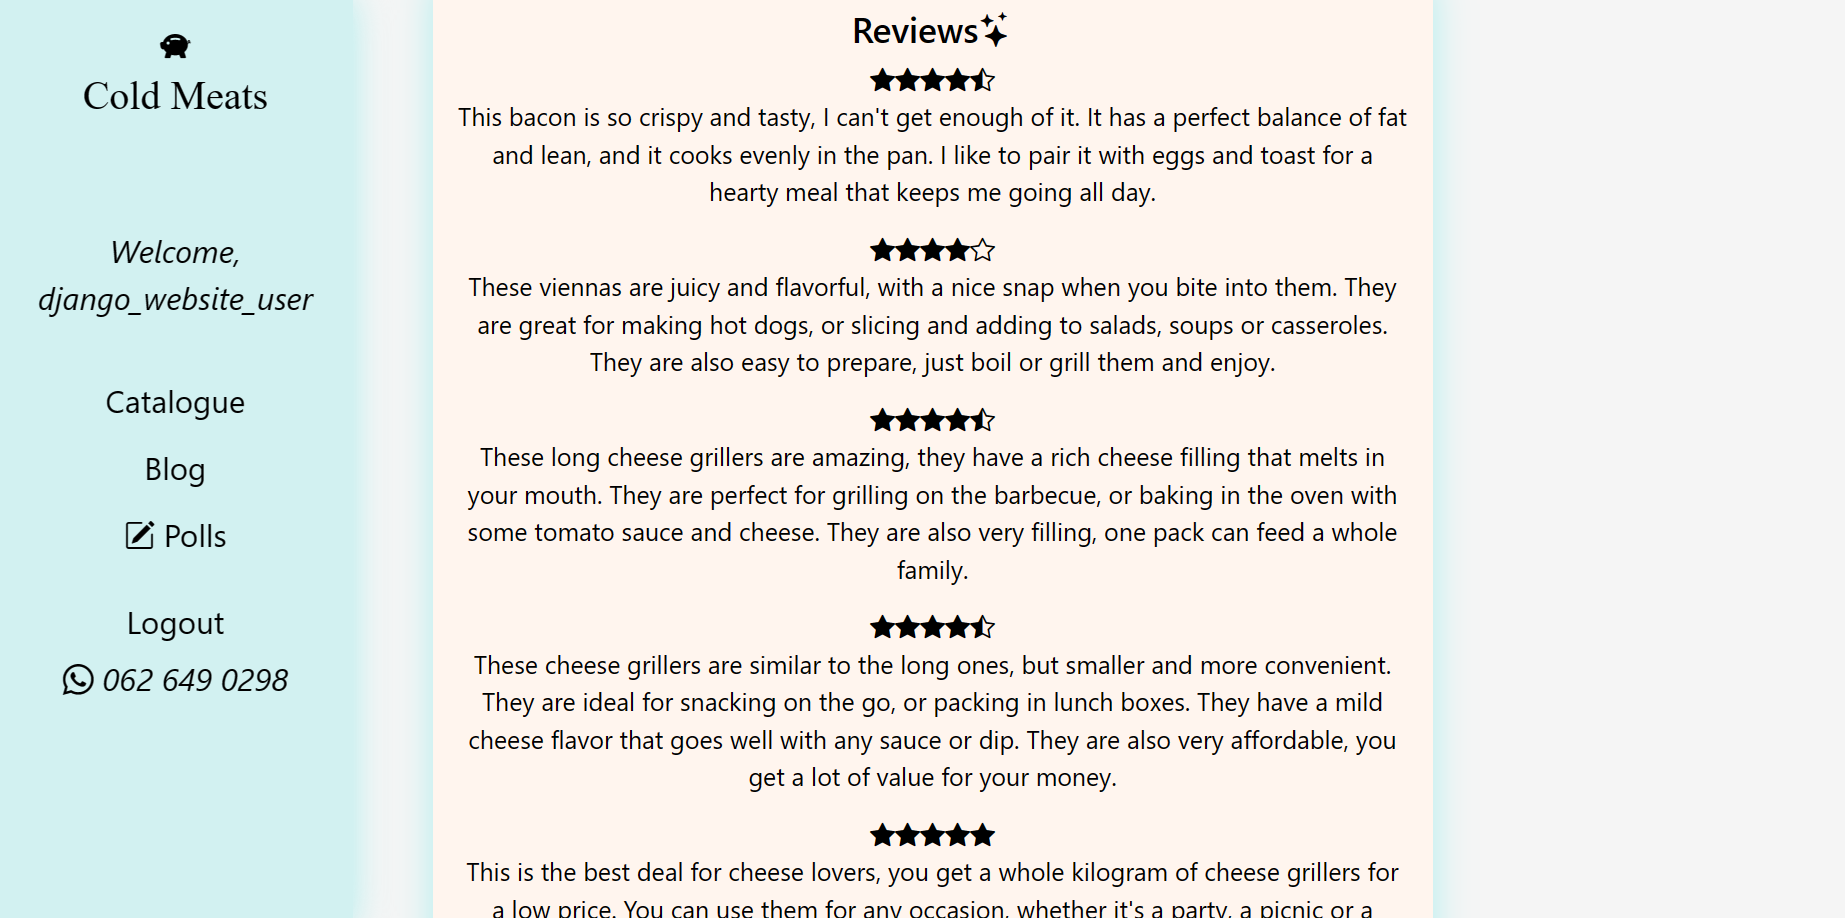 Cold Meats
Welcome,
django_website_user
Catalogue
Blog
Polls
Logout
062 649 0298
Reviews
This bacon is so crispy and tasty, I can't get enough of it. It has a perfect balance of fat
and lean, and it cooks evenly in the pan. I like to pair it with eggs and toast for a
hearty meal that keeps me going all day.
These viennas are juicy and flavorful, with a nice snap when you bite into them. They
are great for making hot dogs, or slicing and adding to salads, soups or casseroles.
They are also easy to prepare, just boil or grill them and enjoy.
These long cheese grillers are amazing, they have a rich cheese filling that melts in
your mouth. They are perfect for grilling on the barbecue, or baking in the oven with
some tomato sauce and cheese. They are also very filling, one pack can feed a whole
family.
These cheese grillers are similar to the long ones, but smaller and more convenient.
They are ideal for snacking on the go, or packing in lunch boxes. They have a mild
cheese flavor that goes well with any sauce or dip. They are also very affordable, you
get a lot of value for your money.
This is the best deal for cheese lovers, you get a whole kilogram of cheese grillers for
a low price. You can use them for any occasion, whether it's a party, a picnic or a